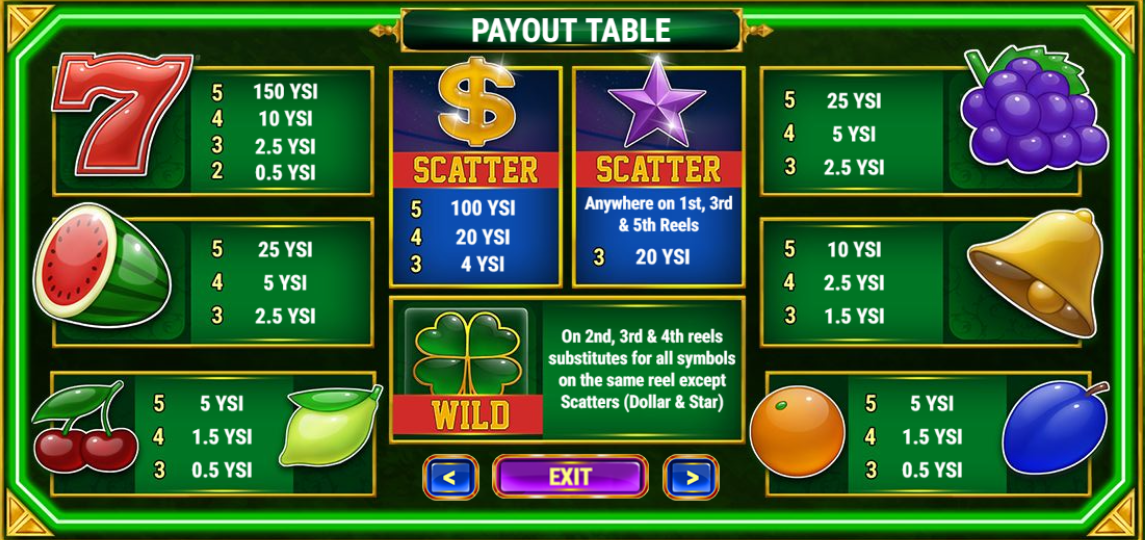 PAYOUT TABLE
5 150 YSI
4 10 YSI
3 2.5 YSI
2 0.5 YSI
SCATTER
5 100 YSI
4 20 YSI
3 4 YSI
SCATTER
Anywhere on 1st, 3rd
& 5th Reels
3 20 YSI
5 25 YSI
4 5 YSI
3 2.5 YSI
5 25 YSI
4 5 YSI
3 2.5 YSI
5 10 YSI
4 2.5 YSI
3 1.5 YSI
WILD
On 2nd, 3rd & 4th reels
substitutes for all symbols
on the same reel except
Scatters (Dollar & Star)
5 5 YSI
4 1.5 YSI
3 0.5 YSI
5 5 YSI
4 1.5 YSI
3 0.5 YSI
< EXIT >